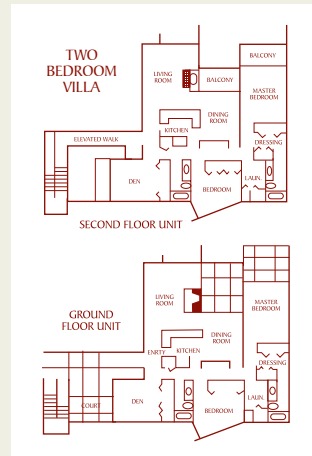 TWO
BEDROOM
VILLA
BALCONY
LIVING
ROOM
BALCONY
MASTER
BEDROOM
DINING
ROOM
KITCHEN
ELEVATED WALK
DRESSING
DEN
LAUN.
BEDROOM
SECOND FLOOR UNIT
LIVING
ROOM
MASTER
BEDROOM
GROUND
FLOOR UNIT
DINING
ROOM
ENRTY
KITCHEN
DRESSING
COURT
DEN
LAUN.
BEDROOM